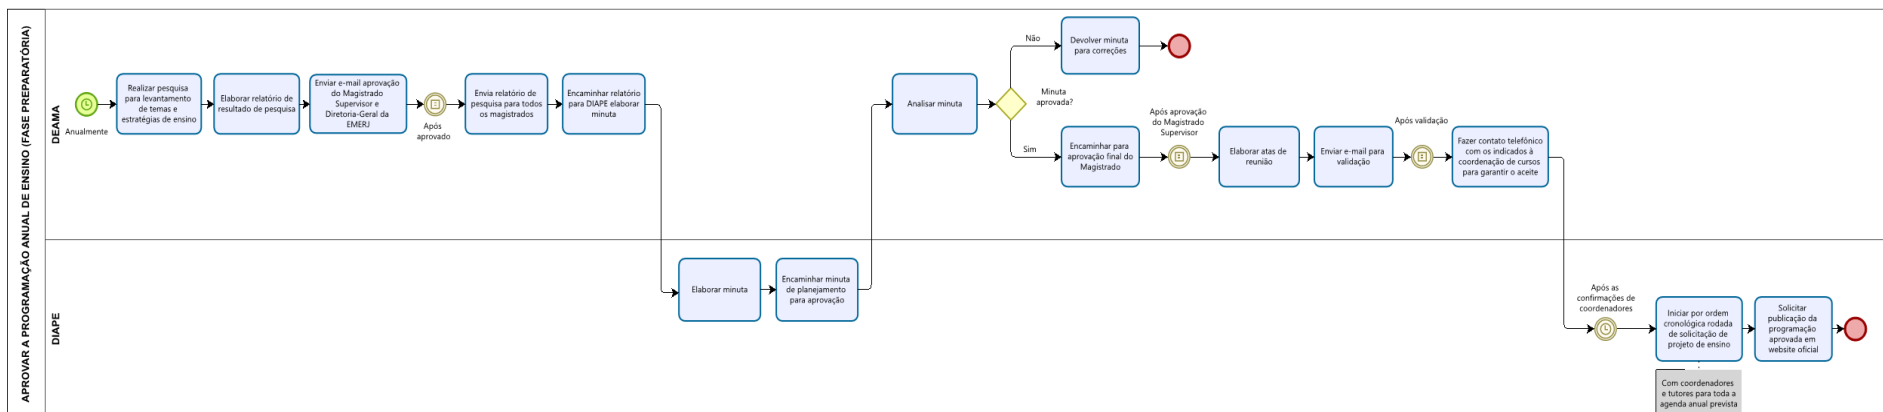 APROVAR A PROGRAMAÇÃO ANUAL DE ENSINO (FASE PREPARATÓRIA)
DEAMA
Anualmente
Realizar pesquisa
para levantamento
de temas e
estratégias de ensino
Elaborar relatório de
resultado de pesquisa
Enviar e-mail aprovação
do Magistrado
Supervisor e
Diretoria-Geral da
EMERJ
Após
aprovado
Envia relatório de
pesquisa para todos
os magistrados
Encaminhar relatório
para DIAPE elaborar
minuta
Analisar minuta
Minuta
aprovada?
Não
Devolver minuta
para correções
Sim
Encaminhar para
aprovação final do
Magistrado
Após aprovação
do Magistrado
Supervisor
Elaborar atas de
reunião
Enviar e-mail para
validação
Após validação
Fazer contato telefônico
com os indicados à
coordenação de cursos
para garantir o aceite
DIAPE
Elaborar minuta
Encaminhar minuta
de planejamento
para aprovação
Após as
confirmações de
coordenadores
Iniciar por ordem
cronológica rodada
de solicitação de
projeto de ensino
Solicitar
publicação da
programação
aprovada em
website oficial
Com coordenadores
e tutores para toda a
agenda anual prevista